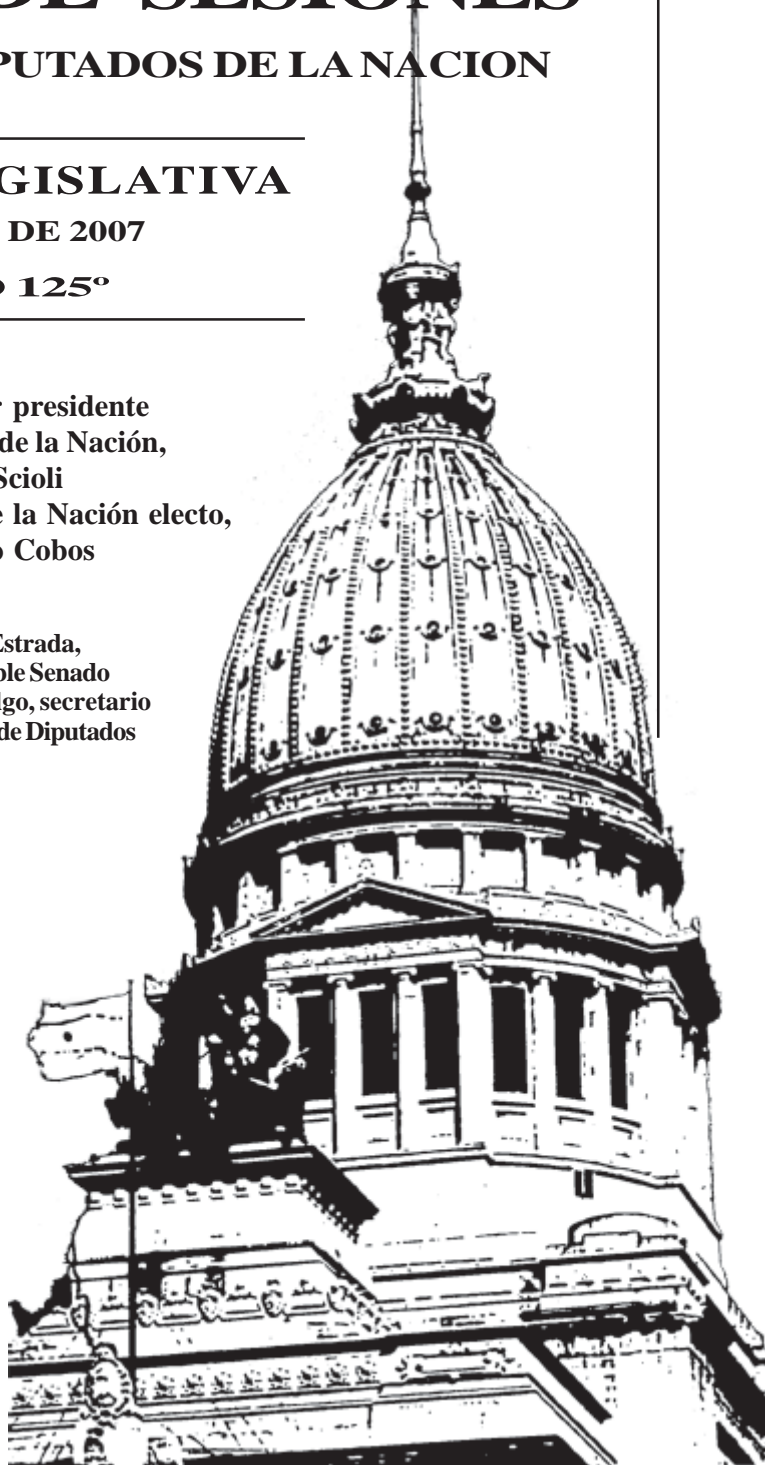 DE SESIONES
PUTADOS DE LA NACION
GISLATIVA
DE 2007
O 125º
presidente
de la Nación,
Scioli
e la Nación electo,
o Cobos
Estrada,
ble Senado
lgo, secretario
de Diputados